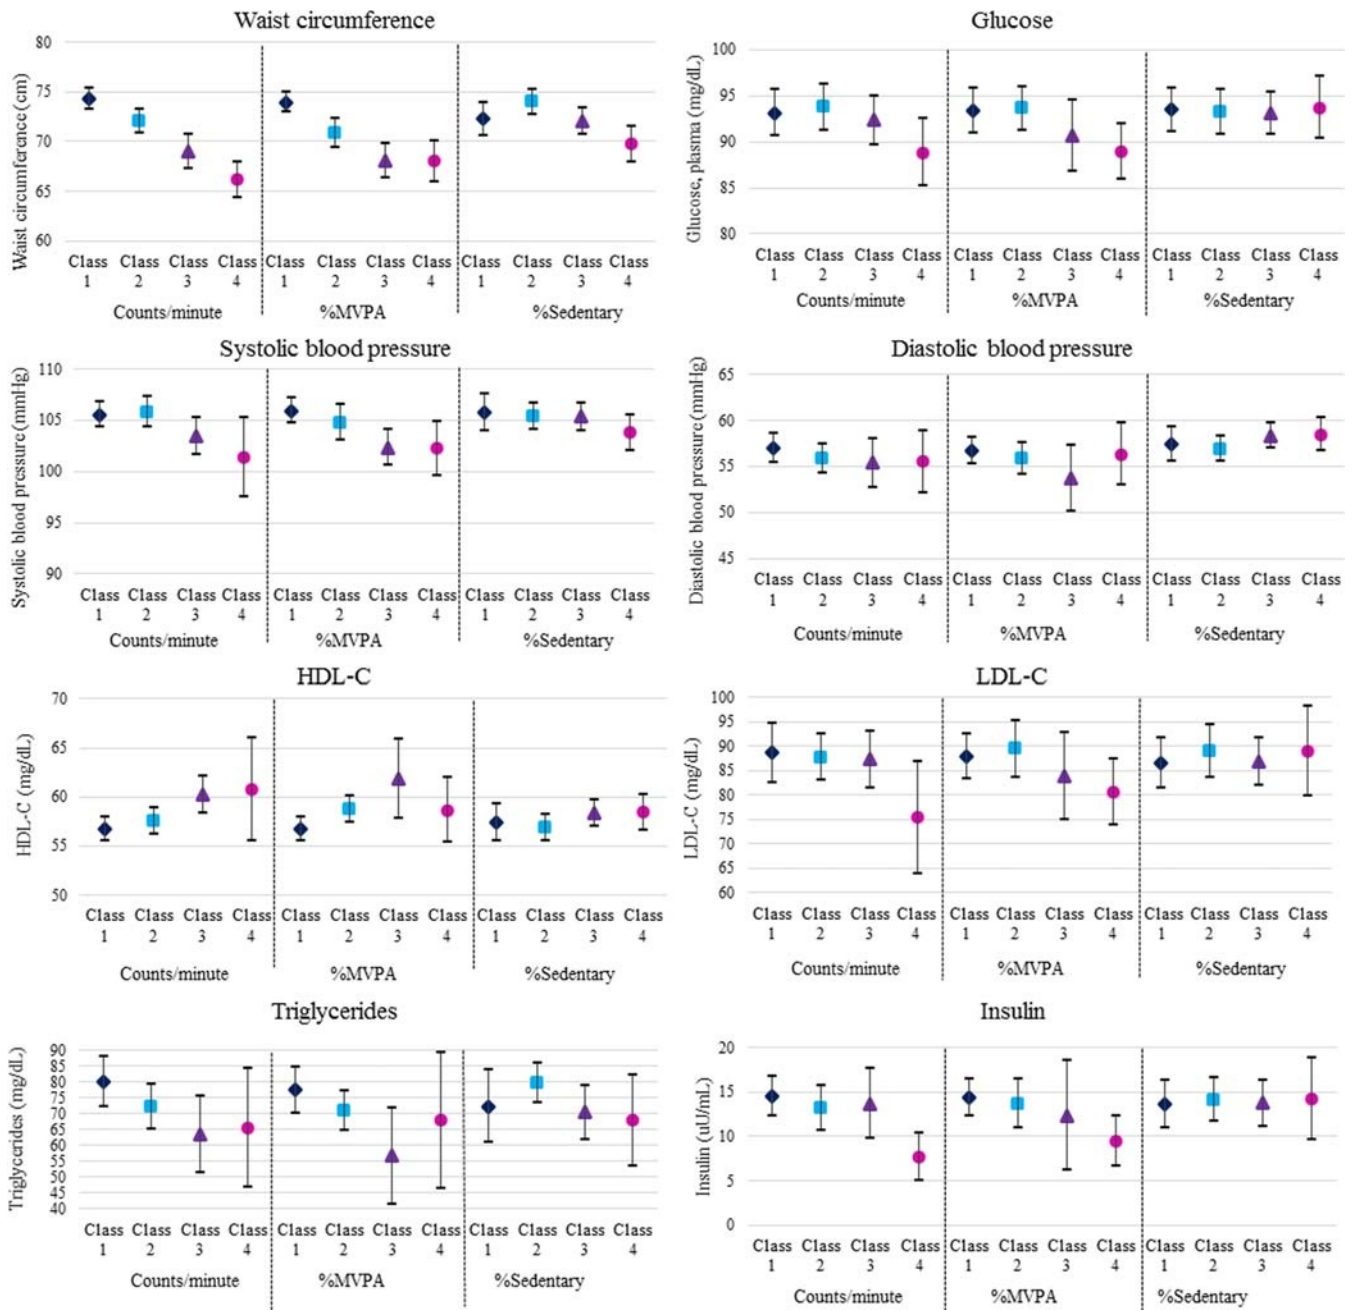 Waist circumference
Waist circumference (cm)
80
75
70
65
60
Class Class Class Class Class Class Class Class Class Class Class Class
1 2 3 4 1 2 3 4 1 2 3 4
Counts/minute %MVPA %Sedentary
Glucose
Glucose, plasma (mg/dL)
100
95
90
85
80
Class Class Class Class Class Class Class Class Class Class Class Class
1 2 3 4 1 2 3 4 1 2 3 4
Counts/minute %MVPA %Sedentary
Systolic blood pressure
Systolic blood pressure (mmHg)
110
105
100
95
90
Class Class Class Class Class Class Class Class Class Class Class Class
1 2 3 4 1 2 3 4 1 2 3 4
Counts/minute %MVPA %Sedentary
Diastolic blood pressure
Diastolic blood pressure (mmHg)
65
60
55
50
45
Class Class Class Class Class Class Class Class Class Class Class Class
1 2 3 4 1 2 3 4 1 2 3 4
Counts/minute %MVPA %Sedentary
HDL-C
HDL-C (mg/dL)
70
65
60
55
50
Class Class Class Class Class Class Class Class Class Class Class Class
1 2 3 4 1 2 3 4 1 2 3 4
Counts/minute %MVPA %Sedentary
LDL-C
LDL-C (mg/dL)
100
95
90
85
80
75
70
65
60
Class Class Class Class Class Class Class Class Class Class Class Class
1 2 3 4 1 2 3 4 1 2 3 4
Counts/minute %MVPA %Sedentary
Triglycerides
Triglycerides (mg/dL)
90
85
80
75
70
65
60
55
50
45
40
Class Class Class Class Class Class Class Class Class Class Class Class
1 2 3 4 1 2 3 4 1 2 3 4
Counts/minute %MVPA %Sedentary
Insulin
Insulin (uU/mL)
20
15
10
5
0
Class Class Class Class Class Class Class Class Class Class Class Class
1 2 3 4 1 2 3 4 1 2 3 4
Counts/minute %MVPA %Sedentary